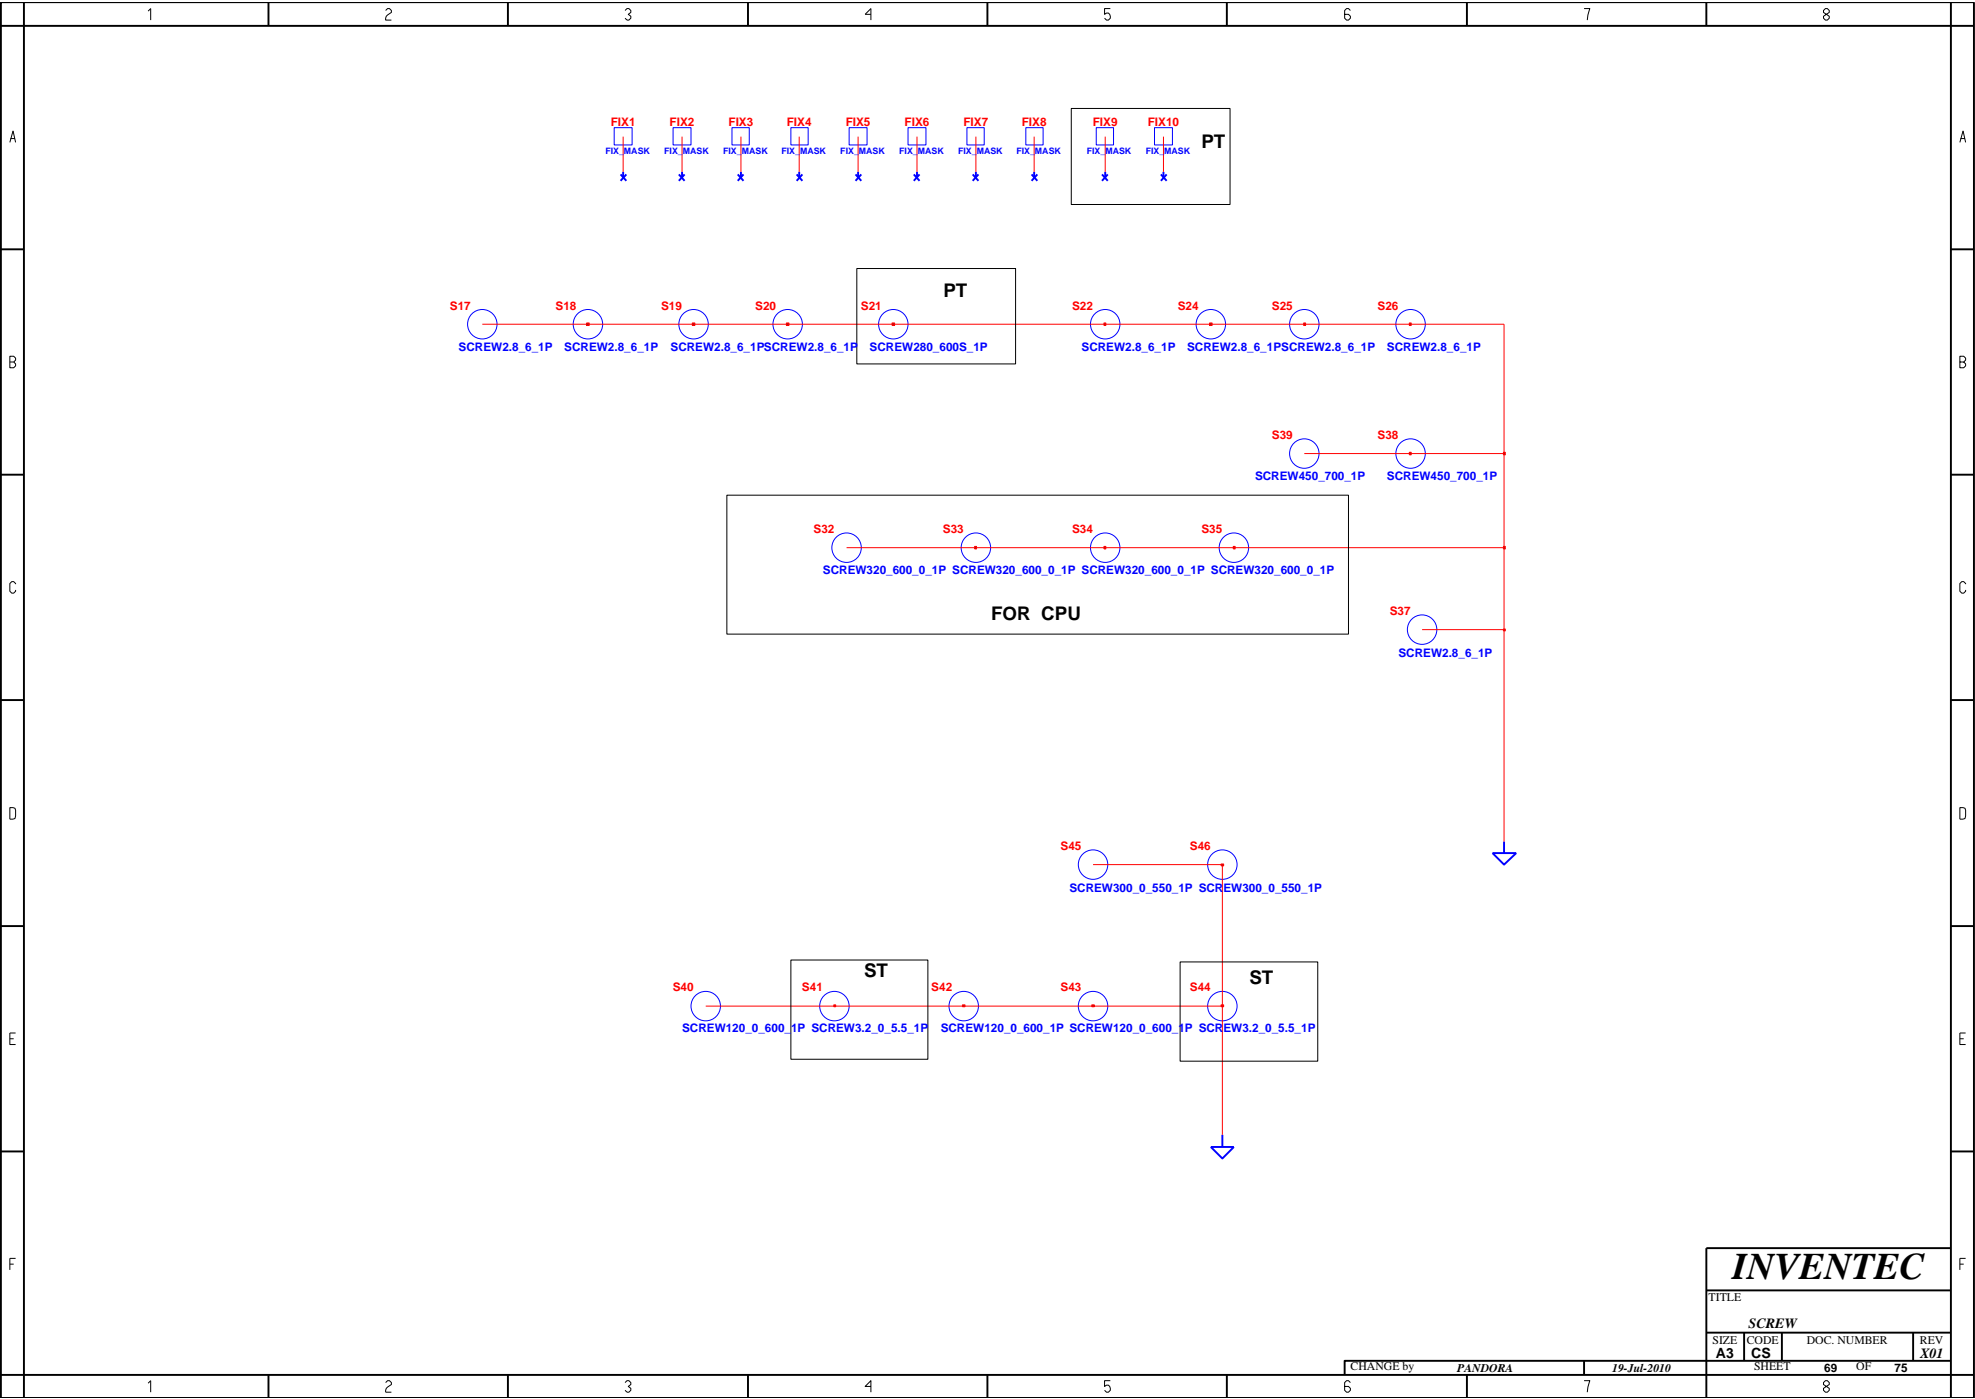 1 2 3 4 5 6 7 8
A A
FIX1 FIX2 FIX3 FIX4 FIX5 FIX6 FIX7 FIX8 FIX9 FIX10
PT
FIX_MASK FIX_MASK FIX_MASK FIX_MASK FIX_MASK FIX_MASK FIX_MASK FIX_MASK FIX_MASK FIX_MASK
PT
S17 S18 S19 S20 S21 S22 S24 S25 S26
SCREW2.8_6_1P SCREW2.8_6_1P SCREW2.8_6_1P SCREW2.8_6_1P SCREW280_600S_1P SCREW2.8_6_1P SCREW2.8_6_1P SCREW2.8_6_1P SCREW2.8_6_1P
B B
S39 S38
SCREW450_700_1P SCREW450_700_1P
S32 S33 S34 S35
SCREW320_600_0_1P SCREW320_600_0_1P SCREW320_600_0_1P SCREW320_600_0_1P
C C
FOR CPU
S37
SCREW2.8_6_1P
D D
S45 S46
SCREW300_0_550_1P SCREW300_0_550_1P
ST ST
S40 S41 S42 S43 S44
SCREW120_0_600_1P SCREW3.2_0_5.5_1P SCREW120_0_600_1P SCREW120_0_600_1P SCREW3.2_0_5.5_1P
E E
F F
INVENTEC
TITLE
SCREW
SIZE CODE DOC. NUMBER REV
A3 CS X01
CHANGE by PANDORA 19-Jul-2010 SHEET 69 OF 75
1 2 3 4 5 6 7 8